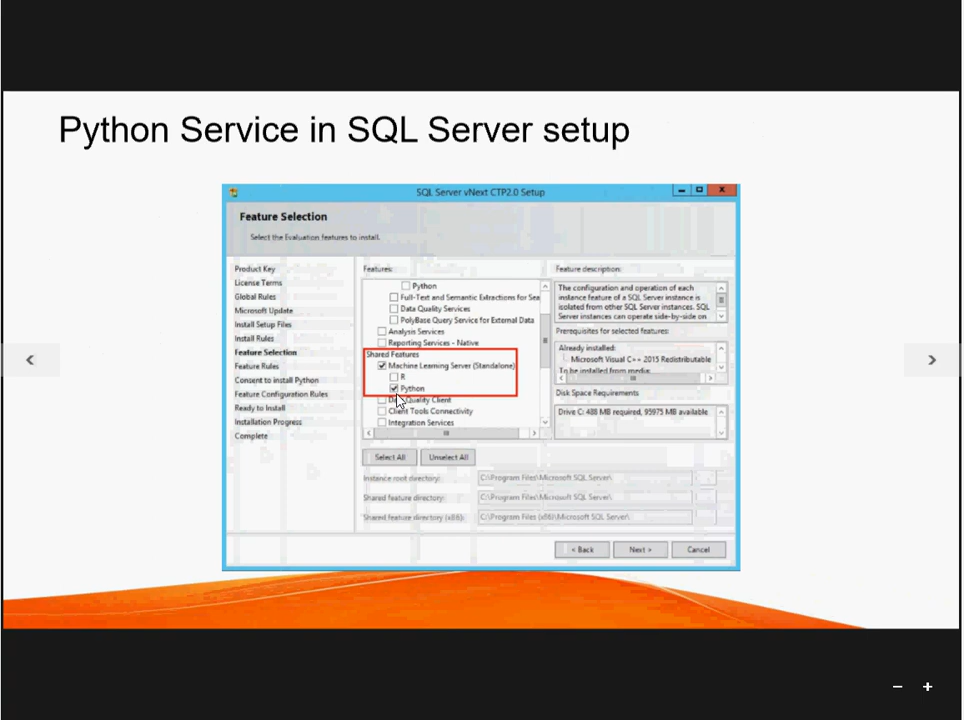 Python Service in SQL Server setup
SQL Server vNext CTP2.0 Setup
Feature Selection
Select the Evaluation features to install.
Product Key
License Terms
Global Rules
Microsoft Update
Install Setup Files
Install Rules
Feature Selection
Feature Rules
Consent to install Python
Feature Configuration Rules
Ready to Install
Installation Progress
Complete
Features:
Python
Full-Text and Semantic Extractions for Sea
Data Quality Services
PolyBase Query Service for External Data
Analysis Services
Reporting Services - Native
Shared Features
Machine Learning Server (Standalone)
R
Python
Data Quality Client
Client Tools Connectivity
Integration Services
Feature description:
The configuration and operation of each
instance feature of a SQL Server instance is
isolated from other SQL Server instances. SQL
Server instances can operate side-by-side on
Prerequisites for selected features:
Already installed:
Microsoft Visual C++ 2015 Redistributable
To be installed from media:
Disk Space Requirements
Drive C: 488 MB required, 95975 MB available
Select All
Unselect All
Instance root directory:
C:\Program Files\Microsoft SQL Server\
Shared feature directory:
C:\Program Files\Microsoft SQL Server\
Shared feature directory (x86):
C:\Program Files (x86)\Microsoft SQL Server\
< Back
Next >
Cancel